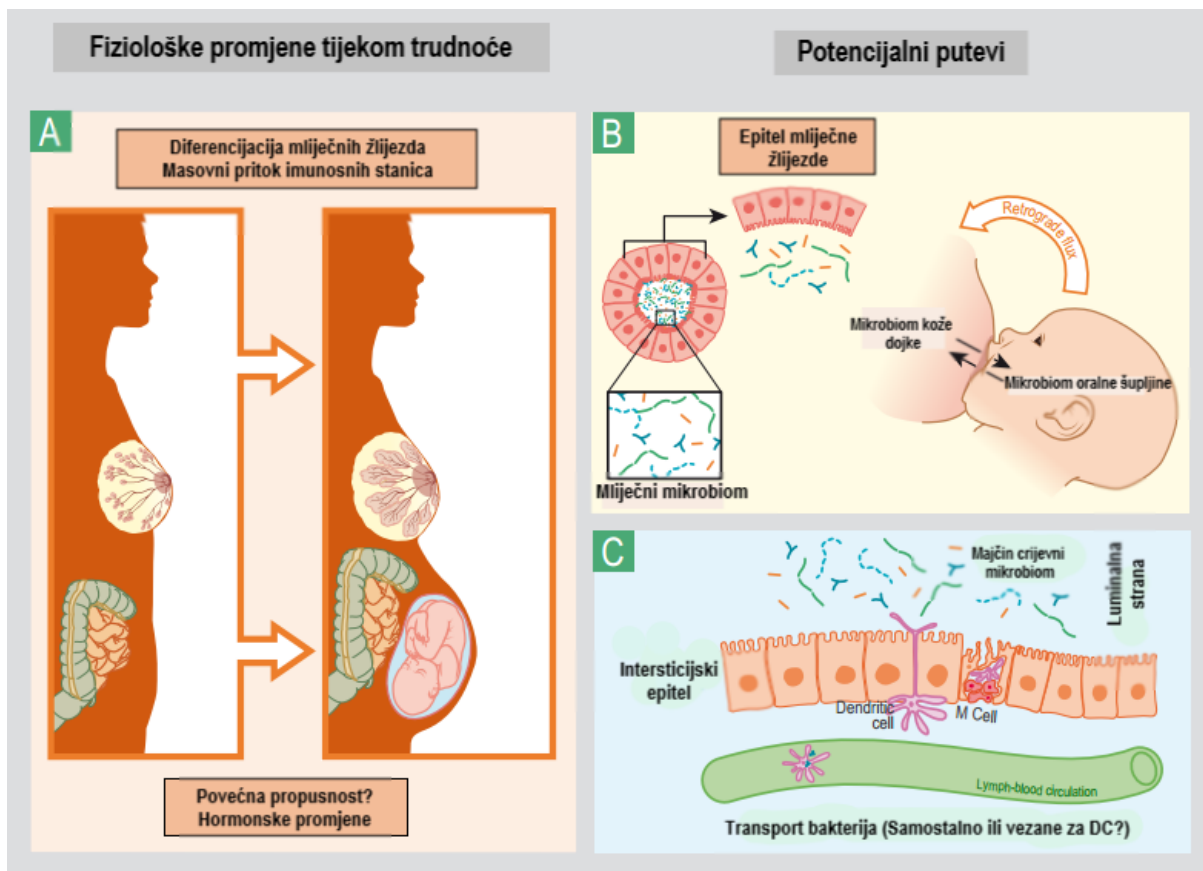 Fiziološke promjene tijekom trudnoće
Potencijalni putevi
A
Diferencijacija mliječnih žlijezda
Masovni pritok imunosnih stanica
Povećna propusnost?
Hormonske promjene
B
Epitel mliječne
žlijezde
Retrograde flux
Mikrobiom kože
dojke
Mikrobiom oralne šupljine
Mliječni mikrobiom
C
Majčin crijevni
mikrobiom
Luminalna
strana
Intersticijski
epitel
Dendritic
cell
M Cell
Lymph-blood circulation
Transport bakterija (Samostalno ili vezane za DC?)